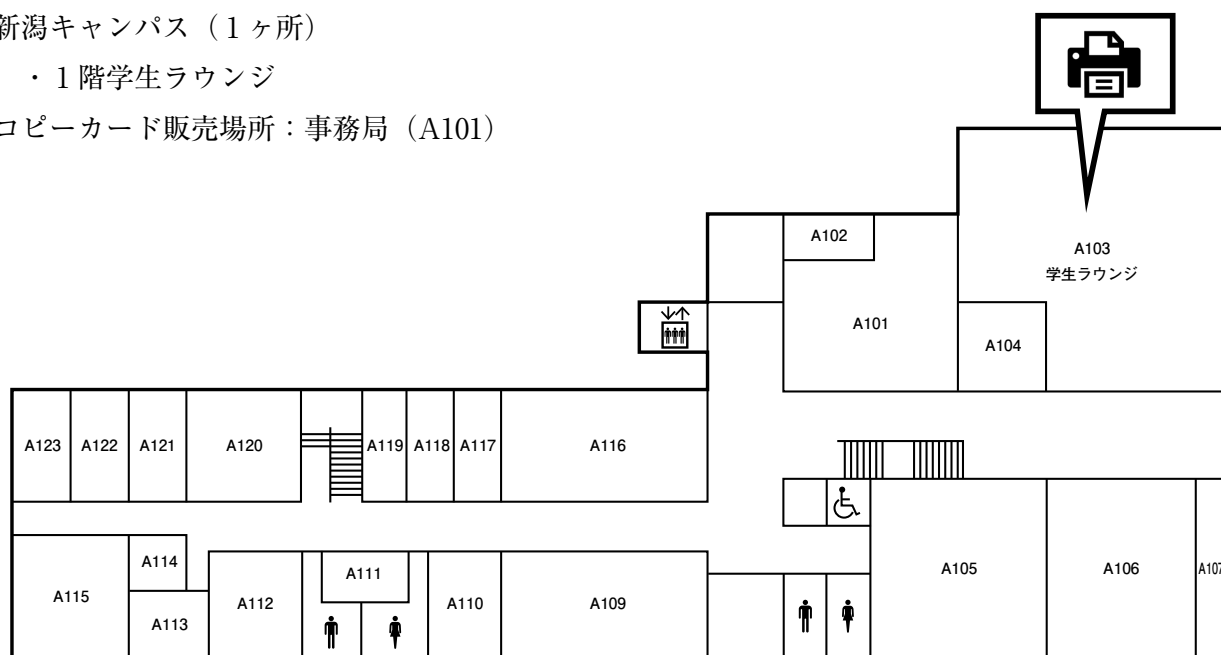 新潟キャンパス（１ヶ所）
・１階学生ラウンジ
コピーカード販売場所：事務局（A101）
A102
A103
学生ラウンジ
A101
A104
A123
A122
A121
A120
A119
A118
A117
A116
A115
A114
A113
A112
A111
A110
A109
A105
A106
A107